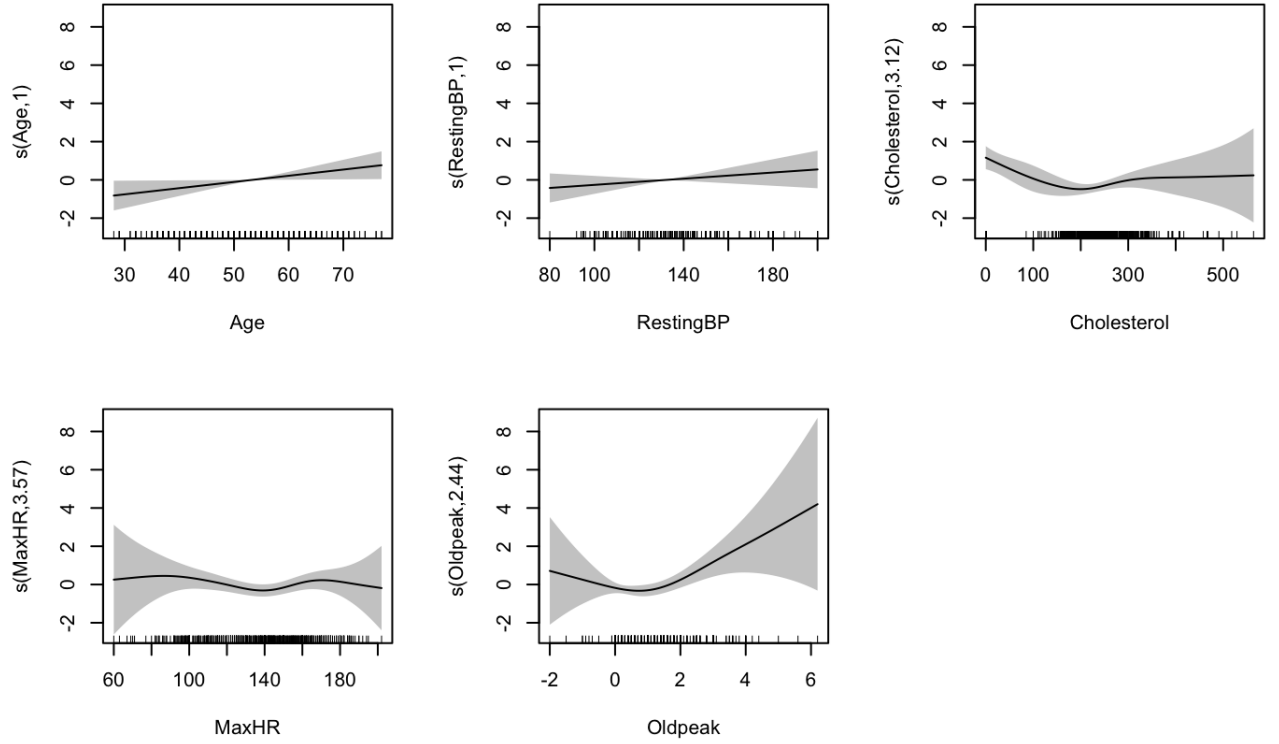 s(Age,1)
8
6
4
2
0
-2
30 40 50 60 70
Age
s(RestingBP,1)
8
6
4
2
0
-2
80 100 140 180
RestingBP
s(Cholesterol,3.12)
8
6
4
2
0
-2
0 100 300 500
Cholesterol
s(MaxHR,3.57)
8
6
4
2
0
-2
60 100 140 180
MaxHR
s(Oldpeak,2.44)
8
6
4
2
0
-2
-2 0 2 4 6
Oldpeak